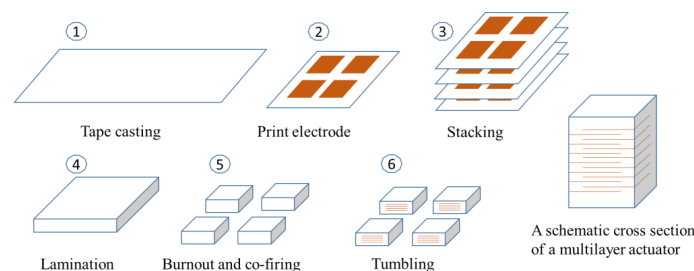 1
2
3
Tape casting
Print electrode
Stacking
4
5
6
Lamination
Burnout and co-firing
Tumbling
A schematic cross section
of a multilayer actuator